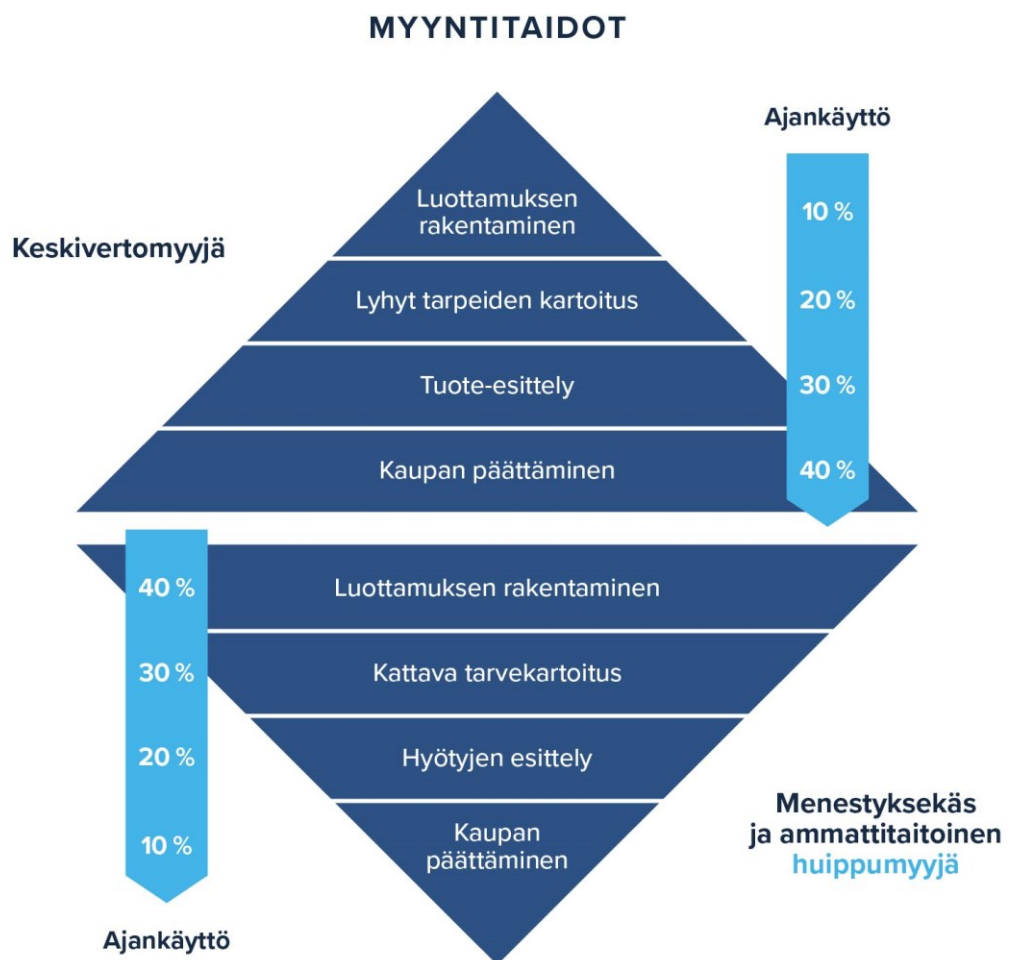 MYYNTITAIDOT
Ajankäyttö
Keskivertomyyjä
Luottamuksen
rakentaminen
10 %
Lyhyt tarpeiden kartoitus
20 %
Tuote-esittely
30 %
Kaupan päättäminen
40 %
40 %
Luottamuksen rakentaminen
30 %
Kattava tarvekartoitus
20 %
Hyötyjen esittely
10 %
Kaupan
päättäminen
Menestyksekäs
ja ammattitaitoinen
huippumyyjä
Ajankäyttö